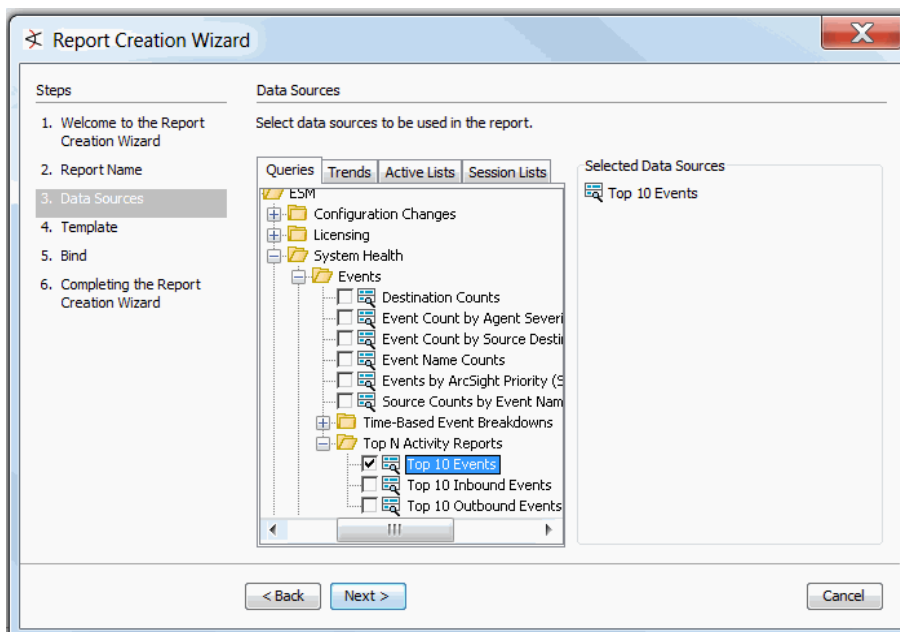 Report Creation Wizard
Steps
1. Welcome to the Report
Creation Wizard
2. Report Name
3. Data Sources
4. Template
5. Bind
6. Completing the Report
Creation Wizard
Data Sources
Select data sources to be used in the report.
Queries
Trends
Active Lists
Session Lists
ESM
Configuration Changes
Licensing
System Health
Events
Destination Counts
Event Count by Agent Severi
Event Count by Source Destin
Event Name Counts
Events by ArcSight Priority (S
Source Counts by Event Nam
Time-Based Event Breakdowns
Top N Activity Reports
Top 10 Events
Top 10 Inbound Events
Top 10 Outbound Events
Selected Data Sources
Top 10 Events
< Back
Next >
Cancel